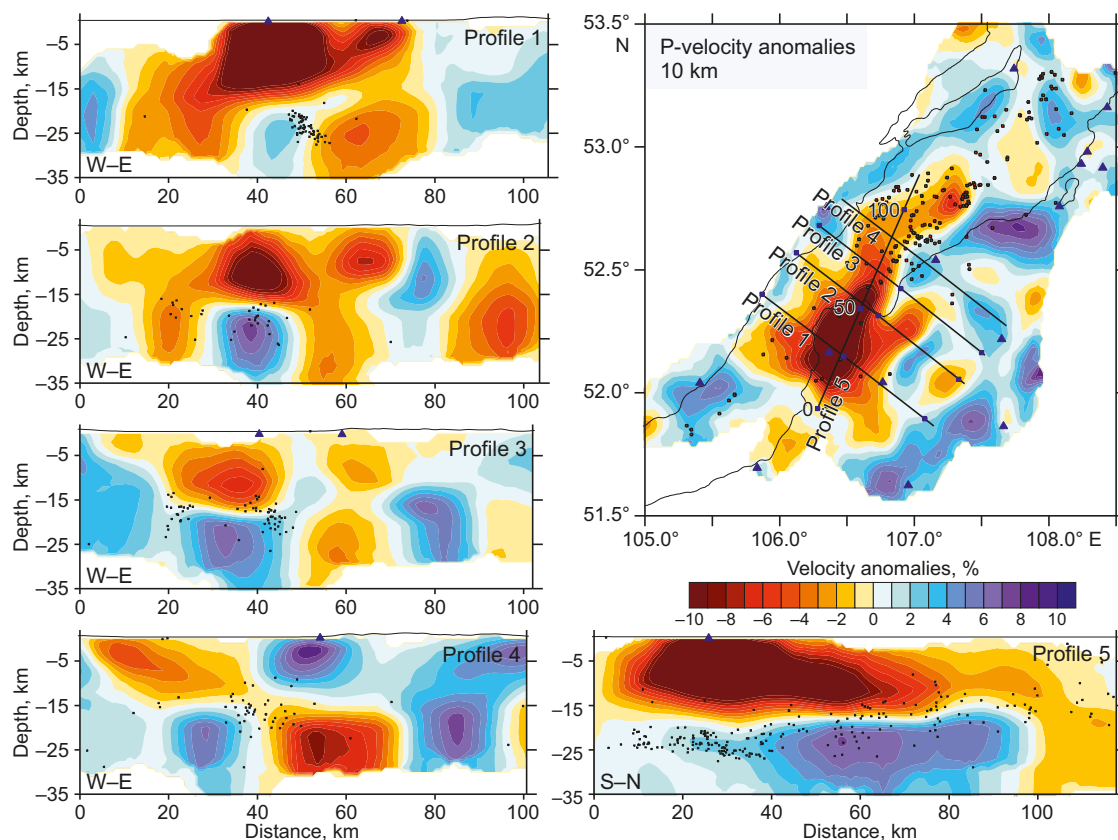 Depth, km
–5
–15
–25
–35
Profile 1
W–E
0
20
40
60
80
100
Depth, km
–5
–15
–25
–35
Profile 2
W–E
0
20
40
60
80
100
Depth, km
–5
–15
–25
–35
Profile 3
W–E
0
20
40
60
80
100
Depth, km
–5
–15
–25
–35
Profile 4
W–E
0
20
40
60
80
100
Distance, km
53.5°
N
53.0°
52.5°
52.0°
51.5°
P-velocity anomalies
10 km
100
Profile 4
Profile 3
Profile 2
50
Profile 1
0
Profile 5
105.0°
106.0°
107.0°
108.0° E
Velocity anomalies, %
–10 –8 –6 –4 –2 0 2 4 6 8 10
–5
–15
–25
–35
Profile 5
S–N
0
20
40
60
80
100
Distance, km